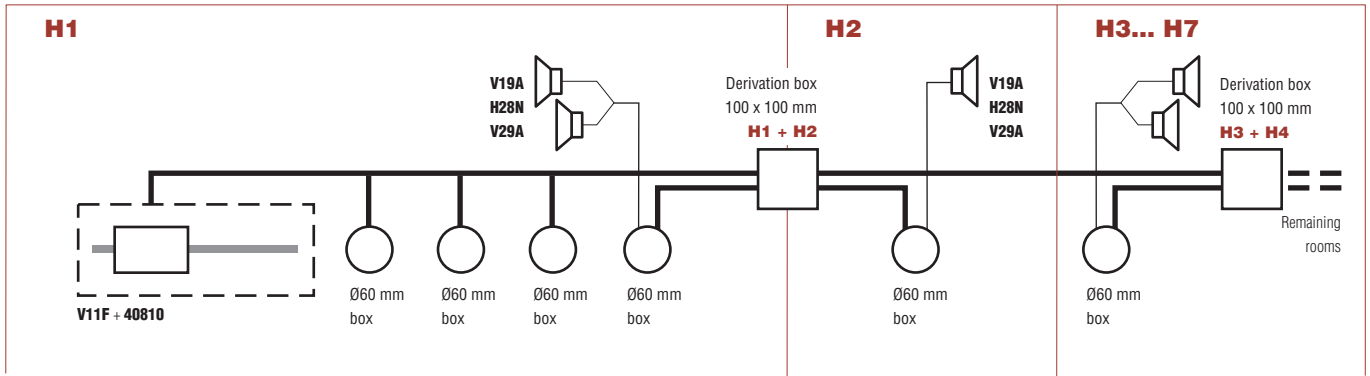 H1
H2
H3... H7
V19A
H28N
V29A
Derivation box
100 x 100 mm
H1 + H2
V19A
H28N
V29A
Derivation box
100 x 100 mm
H3 + H4
Remaining
rooms
V11F + 40810
Ø60 mm
box
Ø60 mm
box
Ø60 mm
box
Ø60 mm
box
Ø60 mm
box
Ø60 mm
box